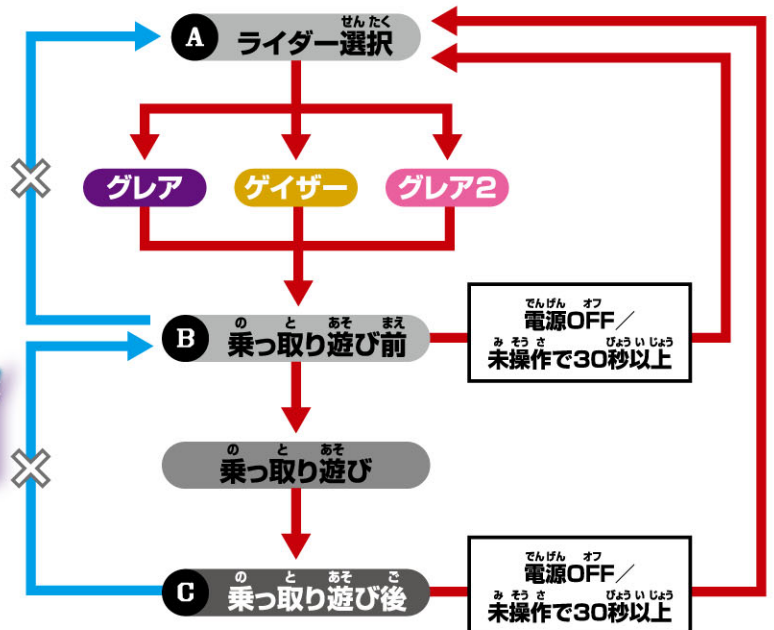 せんたく
A ライダー選択
グレア
ゲイザー
グレア2
の と あそ まえ
B 乗っ取り遊び前
でんげん オフ
電源OFF／
み そう さ びょう い じょう
未操作で30秒以上
の と あそ
乗っ取り遊び
の と あそ ご
C 乗っ取り遊び後
でんげん オフ
電源OFF／
み そう さ びょう い じょう
未操作で30秒以上